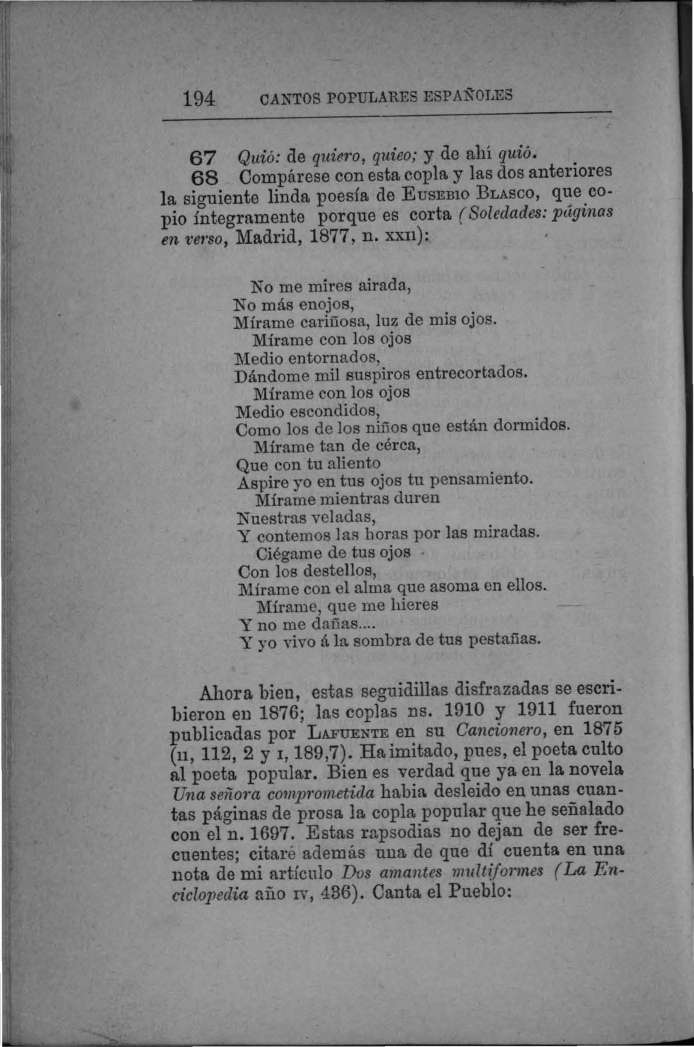 194 CANTOS POPULARES ESPAÑOLES
67 Quió: de quiero, quieo; y de ahí quió.
68 Compárese con esta copla y las dos anteriores
la siguiente linda poesía de EUSEBIO BLASCO, que co-
pio íntegramente porque es corta (Soledades: páginas
en verso, Madrid, 1877, n. XXII):
No me mires airada,
No más enojos,
Mírame cariñosa, luz de mis ojos.
Mírame con los ojos
Medio entornados,
Dándome mil suspiros entrecortados.
Mírame con los ojos
Medio escondidos,
Como los de los niños que están dormidos.
Mírame tan de cérca,
Que con tu aliento
Aspire yo en tus ojos tu pensamiento.
Mírame mientras duren
Nuestras veladas,
Y contemos las horas por las miradas.
Ciégame de tus ojos
Con los destellos,
Mírame con el alma que asoma en ellos.
Mírame, que me hieres
Y no me dañas....
Y yo vivo á la sombra de tus pestañas.
Ahora bien, estas seguidillas disfrazadas se escri-
bieron en 1876; las coplas ns. 1910 y 1911 fueron
publicadas por LAFUENTE en su Cancionero, en 1875
(II, 112, 2 y I, 189,7). Ha imitado, pues, el poeta culto
al poeta popular. Bien es verdad que ya en la novela
Una señora comprometida habia desleido en unas cuan-
tas páginas de prosa la copla popular que he señalado
con el n. 1697. Estas rapsodias no dejan de ser fre-
cuentes; citaré además una de que dí cuenta en una
nota de mi artículo Dos amantes multiformes (La En-
ciclopedia año IV, 436). Canta el Pueblo: